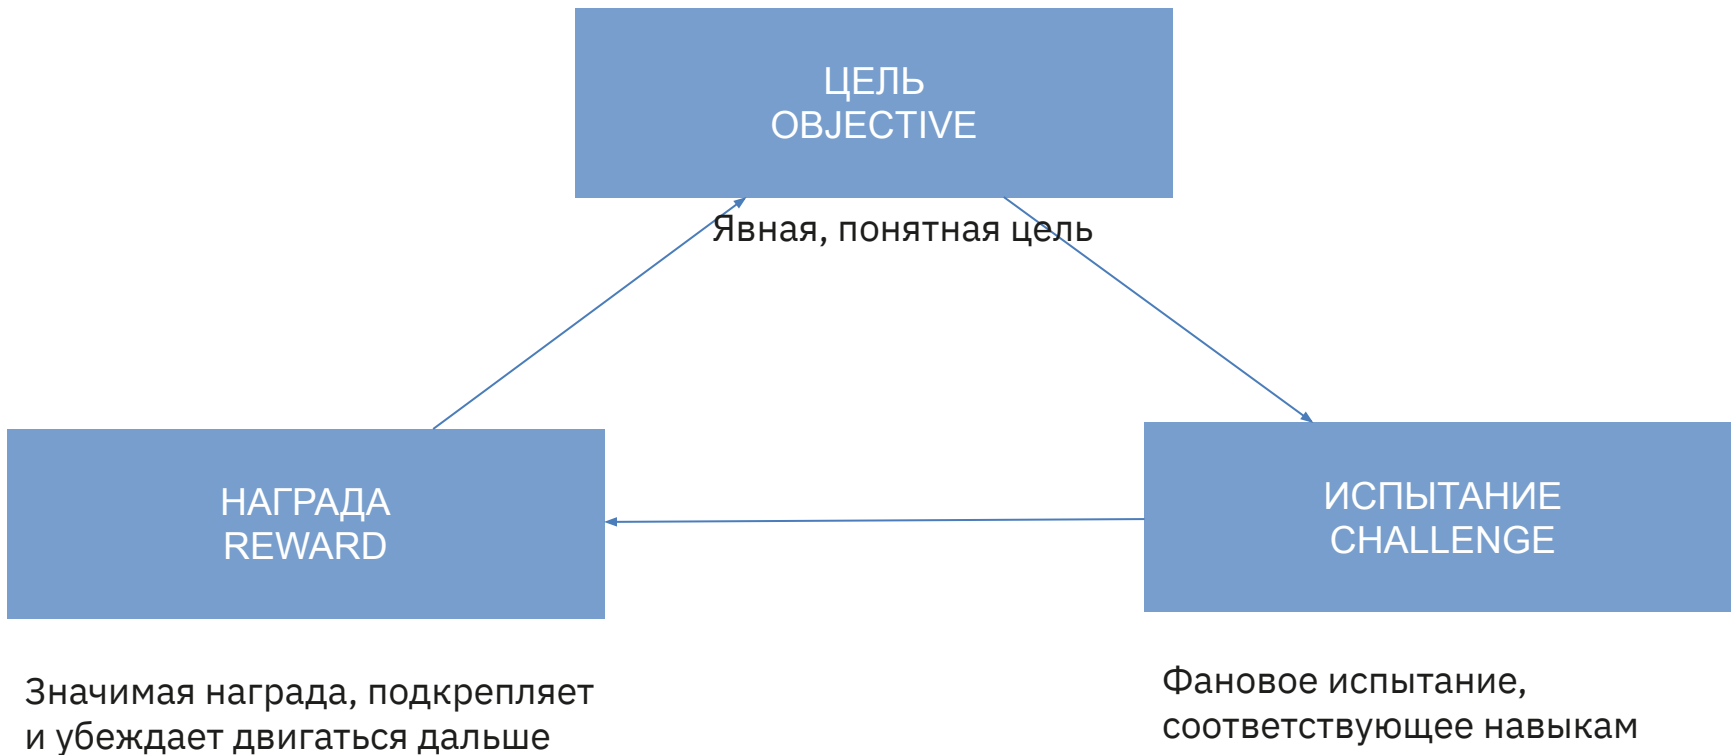 ЦЕЛЬ
OBJECTIVE
Явная, понятная цель
НАГРАДА
REWARD
ИСПЫТАНИЕ
CHALLENGE
Значимая награда, подкрепляет
и убеждает двигаться дальше
Фановое испытание,
соответствующее навыкам